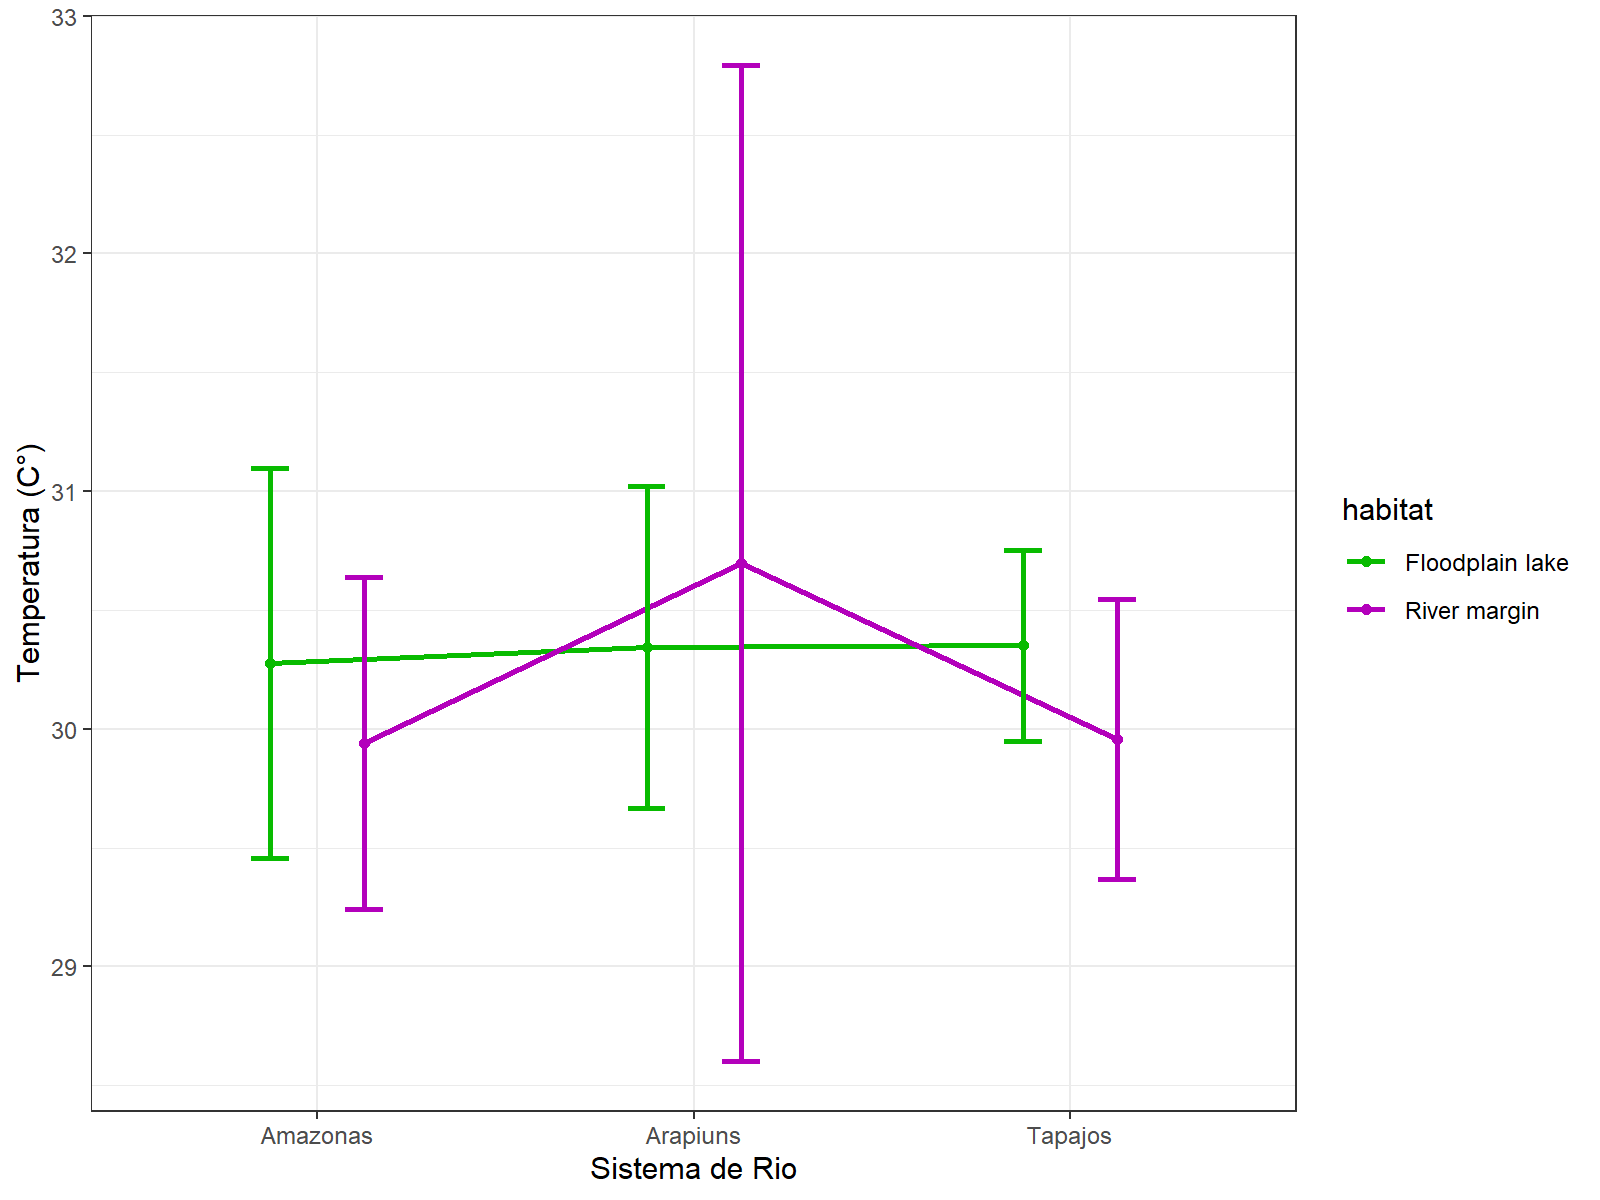 33
32
31
30
29
Temperatura (C°)
Amazonas
Arapiuns
Tapajos
Sistema de Rio
habitat
Floodplain lake
River margin